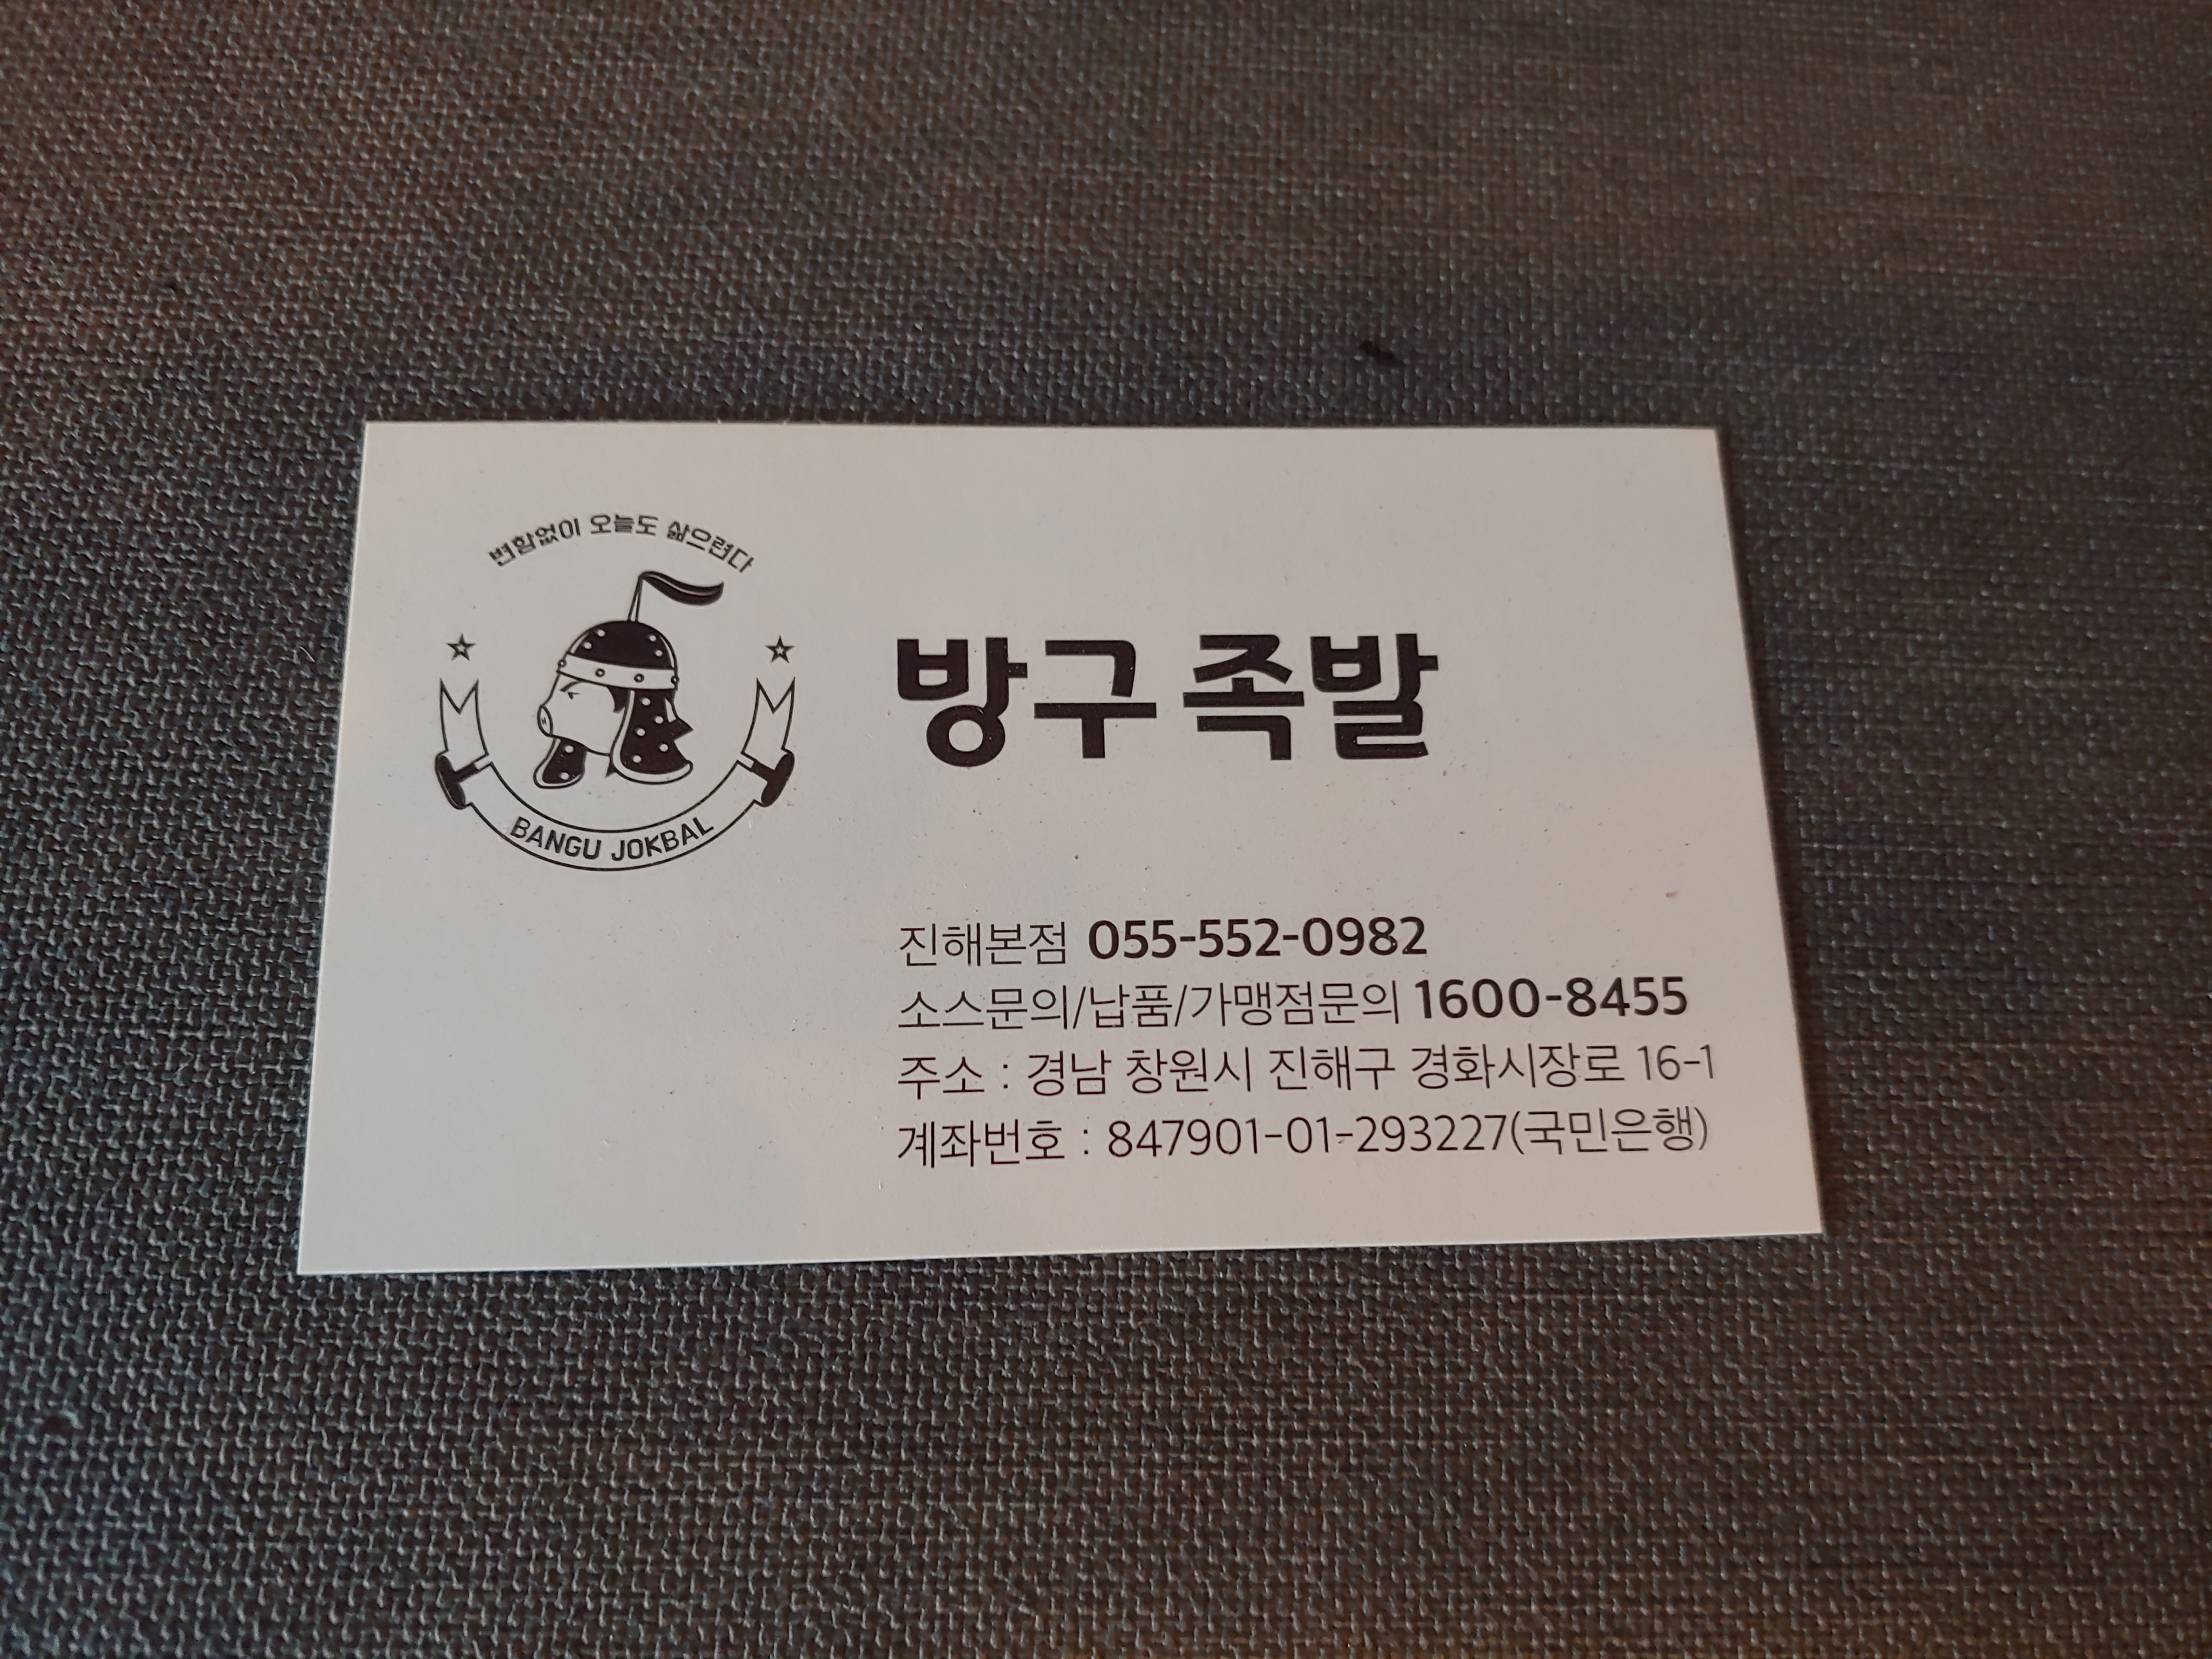 변함없이 오늘도 삶으련다
BANGU JOKBAL
방구족발
진해본점 055-552-0982
소스문의/납품/가맹점문의 1600-8455
주소 : 경남 창원시 진해구 경화시장로 16-1
계좌번호 : 847901-01-293227(국민은행)